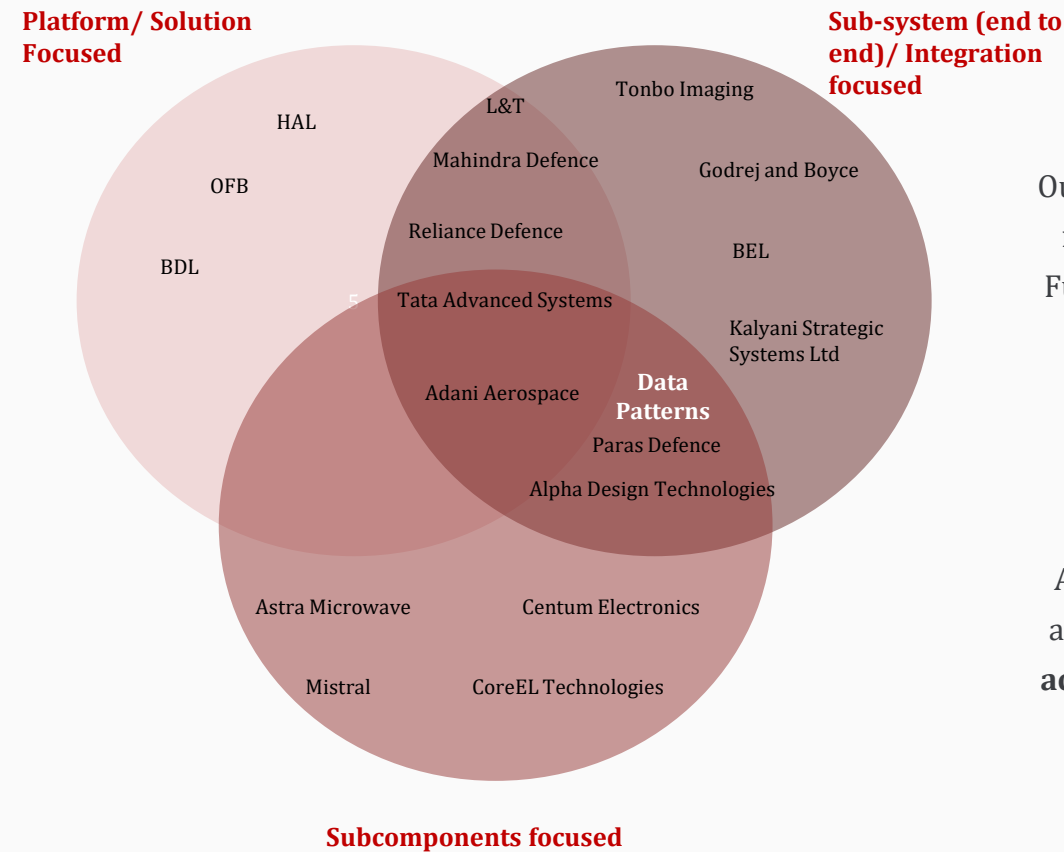 Platform/ Solution
Focused
Sub-system (end to
end)/ Integration
focused
HAL
OFB
BDL
L&T
Mahindra Defence
Reliance Defence
5
Tata Advanced Systems
Adani Aerospace
Tonbo Imaging
Godrej and Boyce
BEL
Kalyani Strategic
Systems Ltd
Data
Patterns
Paras Defence
Alpha Design Technologies
Astra Microwave
Centum Electronics
Mistral
CoreEL Technologies
Subcomponents focused